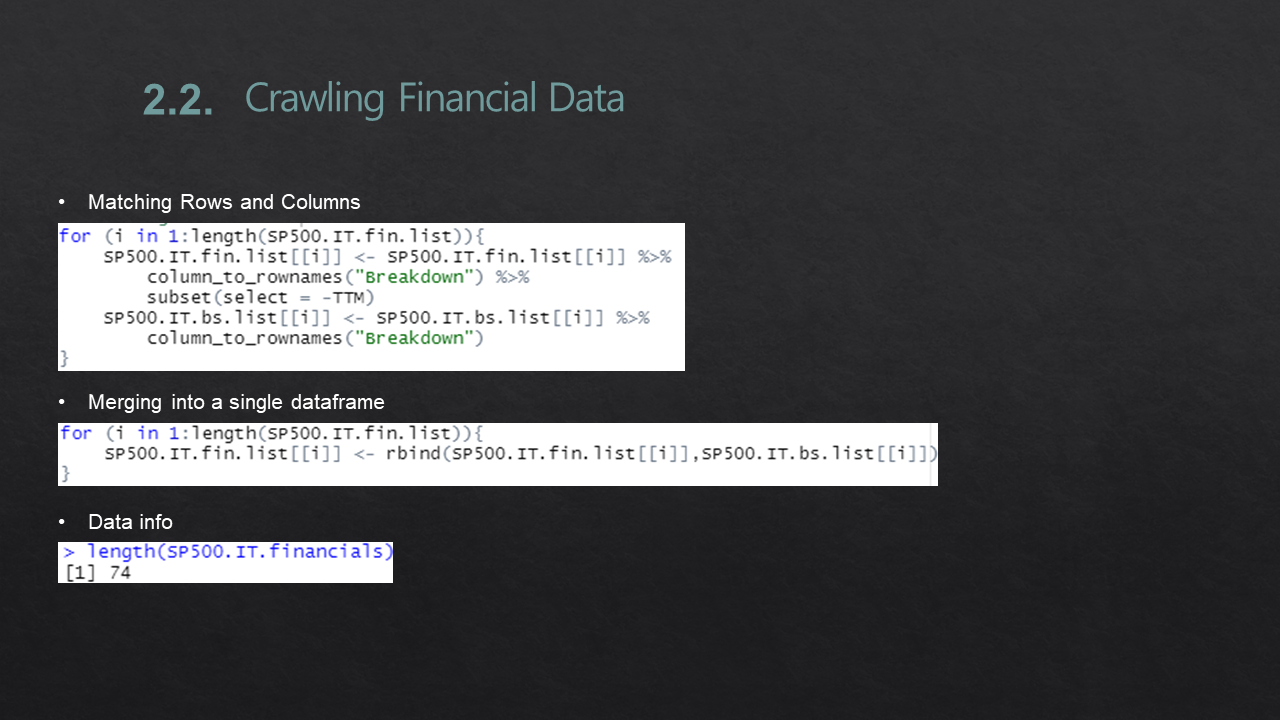 2.2. Crawling Financial Data
• Matching Rows and Columns
for (i in 1:length(SP500.IT.fin.list)){
    SP500.IT.fin.list[[i]] <- SP500.IT.fin.list[[i]] %>%
        column_to_rownames("Breakdown") %>%
        subset(select = -TTM)
    SP500.IT.bs.list[[i]] <- SP500.IT.bs.list[[i]] %>%
        column_to_rownames("Breakdown")
}
• Merging into a single dataframe
for (i in 1:length(SP500.IT.fin.list)){
    SP500.IT.fin.list[[i]] <- rbind(SP500.IT.fin.list[[i]],SP500.IT.bs.list[[i]])
}
• Data info
> length(SP500.IT.financials)
[1] 74